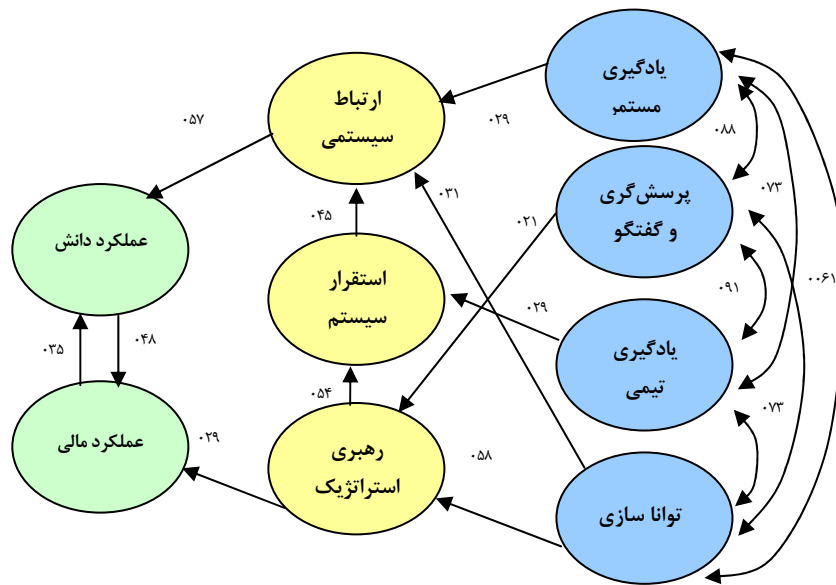 یادگیری
مستمر
ارتباط
سیستمی
۰۵۷
۰۲۹
۰۸۸
۰۷۳
پرسش‌گری
و گفتگو
۰۳۱
۰۲۱
۰۴۵
عملکرد دانش
استقرار
سیستم
۰۹۱
۰۰۶۱
۰۲۹
یادگیری
تیمی
۰۳۵
۰۴۸
۰۵۴
۰۷۳
عملکرد مالی
۰۲۹
رهبری
استراتژیک
۰۵۸
توانا سازی